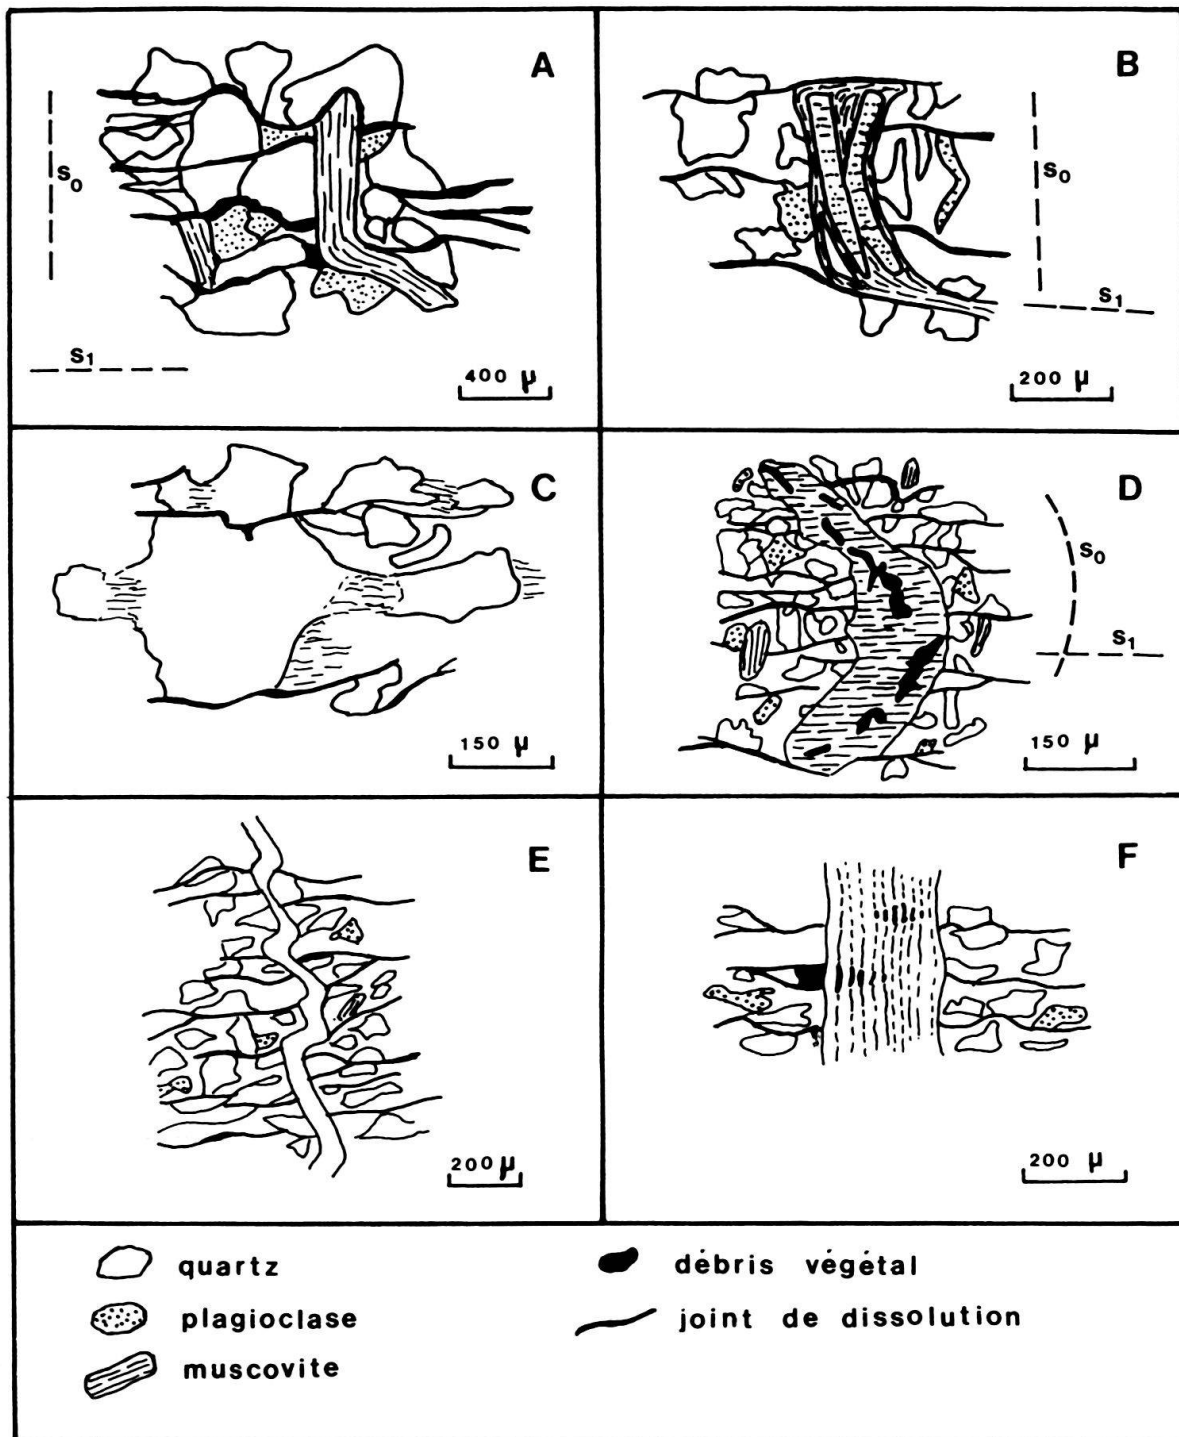 A
S₀
S₁
400 μ
B
S₀
S₁
200 μ
C
150 μ
D
S₀
S₁
150 μ
E
200 μ
F
200 μ
quartz
plagioclase
muscovite
débris végétal
joint de dissolution